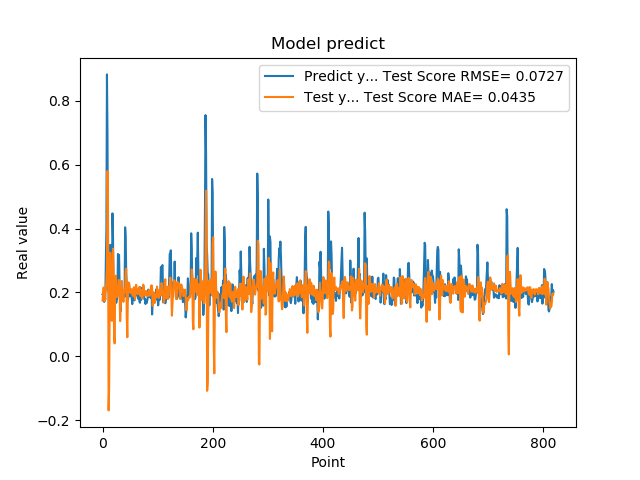 Model predict
Predict y... Test Score RMSE= 0.0727
Test y... Test Score MAE= 0.0435
Real value
0.8
0.6
0.4
0.2
0.0
−0.2
0 200 400 600 800
Point